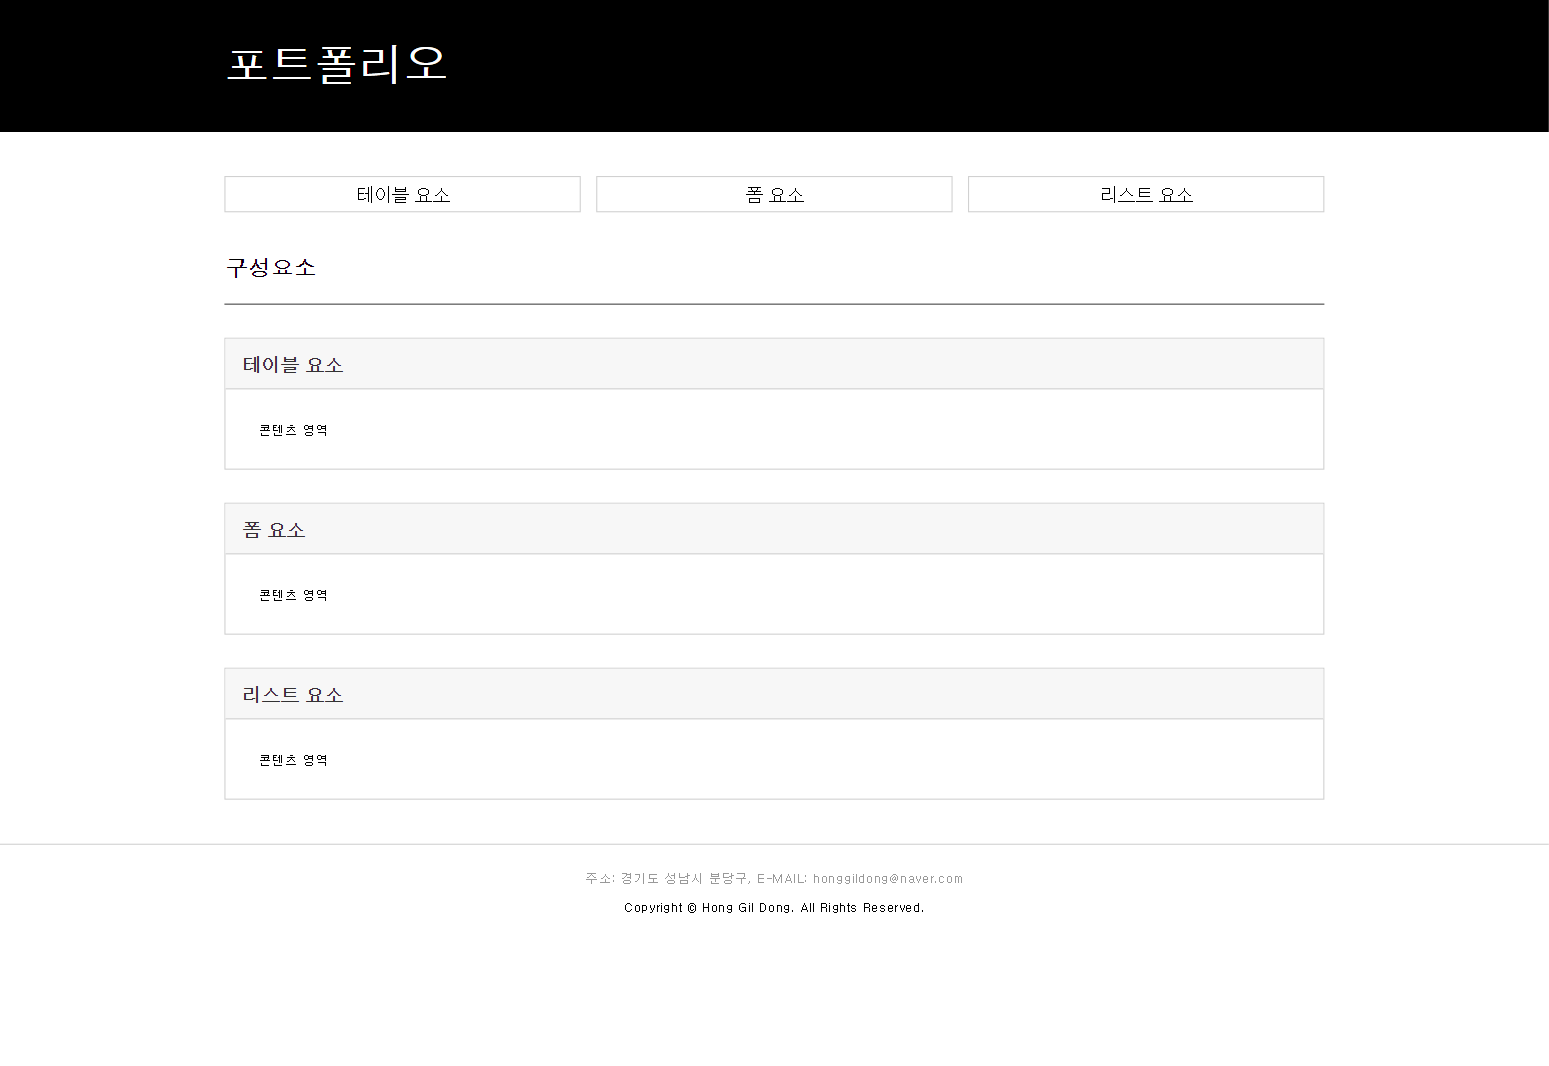 포트폴리오
테이블 요소 폼 요소 리스트 요소
구성요소
테이블 요소
콘텐츠 영역
폼 요소
콘텐츠 영역
리스트 요소
콘텐츠 영역
주소: 경기도 성남시 분당구, E-MAIL: honggildong@naver.com
Copyright © Hong Gil Dong. All Rights Reserved.